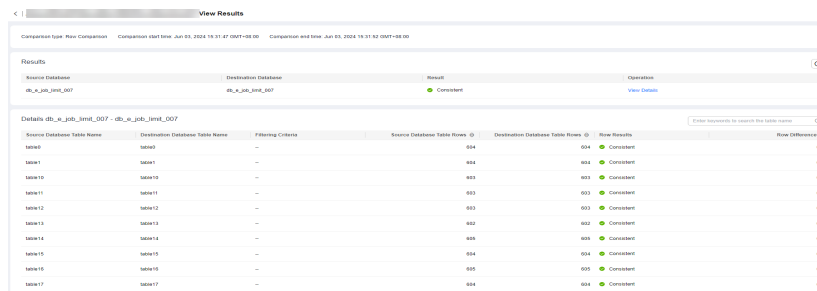 View Results
Comparison type: Row Comparison Comparison start time: Jun 03, 2024 19:31:47 GMT+08:00 Comparison end time: Jun 03, 2024 19:31:52 GMT+08:00
Results
Source Database Destination Database Result Operation
db_e_job_limit_007 db_e_job_limit_007 Consistent View Details
Details db_e_job_limit_007 - db_e_job_limit_007
Enter keywords to search the table name
Source Database Table Name Destination Database Table Name Filtering Criteria Source Database Table Rows Destination Database Table Rows Row Results Row Difference
table0 table0 -- 604 604 Consistent
table1 table1 -- 604 604 Consistent
table10 table10 -- 603 603 Consistent
table11 table11 -- 603 603 Consistent
table12 table12 -- 603 603 Consistent
table13 table13 -- 602 602 Consistent
table14 table14 -- 605 605 Consistent
table15 table15 -- 604 604 Consistent
table16 table16 -- 605 605 Consistent
table17 table17 -- 604 604 Consistent